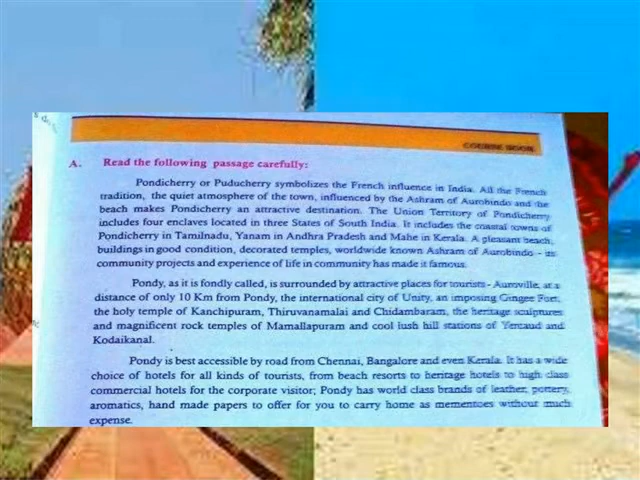 COURSE BOOK
A. Read the following passage carefully:
Pondicherry or Puducherry symbolizes the French influence in India. All the French
tradition, the quiet atmosphere of the town, influenced by the Ashram of Aurobindo and the
beach makes Pondicherry an attractive destination. The Union Territory of Pondicherry
includes four enclaves located in three States of South India. It includes the coastal towns of
Pondicherry in Tamilnadu, Yanam in Andhra Pradesh and Mahe in Kerala. A pleasant beach,
buildings in good condition, decorated temples, worldwide known Ashram of Aurobindo - its
community projects and experience of life in community has made it famous.
Pondy, as it is fondly called, is surrounded by attractive places for tourists - Auroville, at a
distance of only 10 Km from Pondy, the international city of Unity, an imposing Gingee Fort,
the holy temple of Kanchipuram, Thiruvanamalai and Chidambaram, the heritage sculptures
and magnificent rock temples of Mamallapuram and cool lush hill stations of Yercaud and
Kodaikanal.
Pondy is best accessible by road from Chennai, Bangalore and even Kerala. It has a wide
choice of hotels for all kinds of tourists, from beach resorts to heritage hotels to high class
commercial hotels for the corporate visitor; Pondy has world class brands of leather, pottery,
aromatics, hand made papers to offer for you to carry home as mementoes without much
expense.